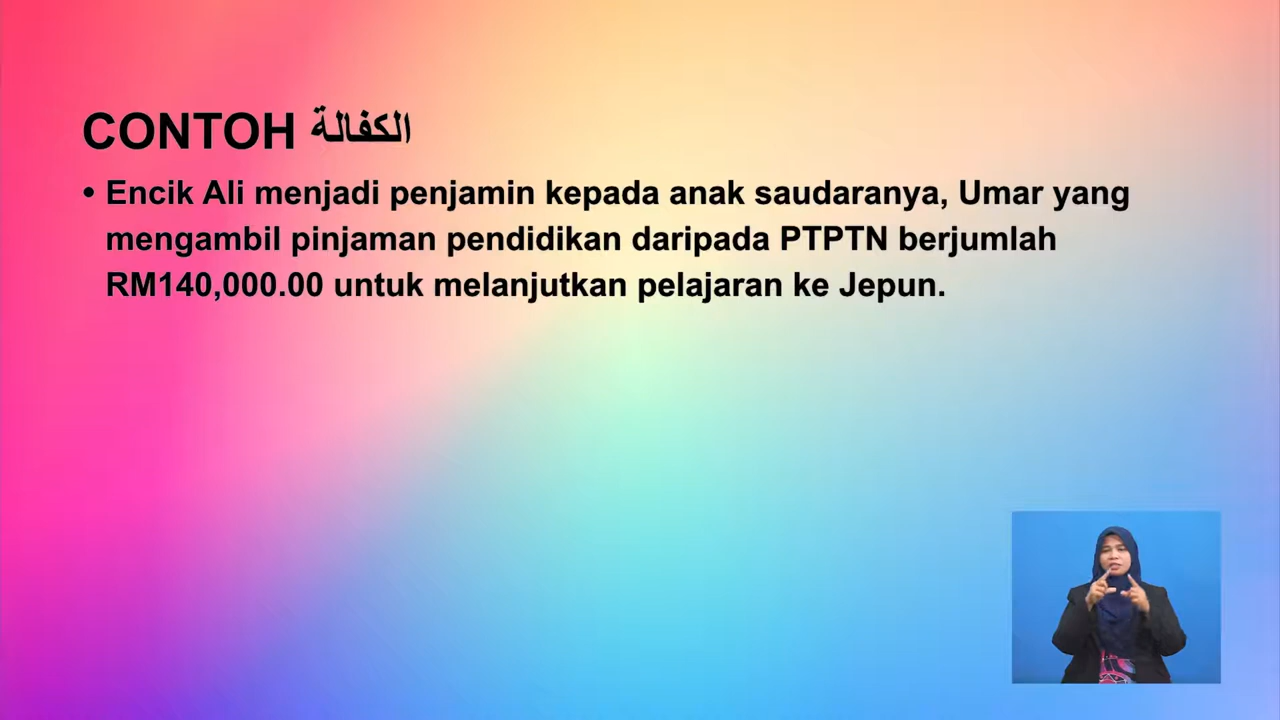 CONTOH الكفالة
• Encik Ali menjadi penjamin kepada anak saudaranya, Umar yang
mengambil pinjaman pendidikan daripada PTPTN berjumlah
RM140,000.00 untuk melanjutkan pelajaran ke Jepun.